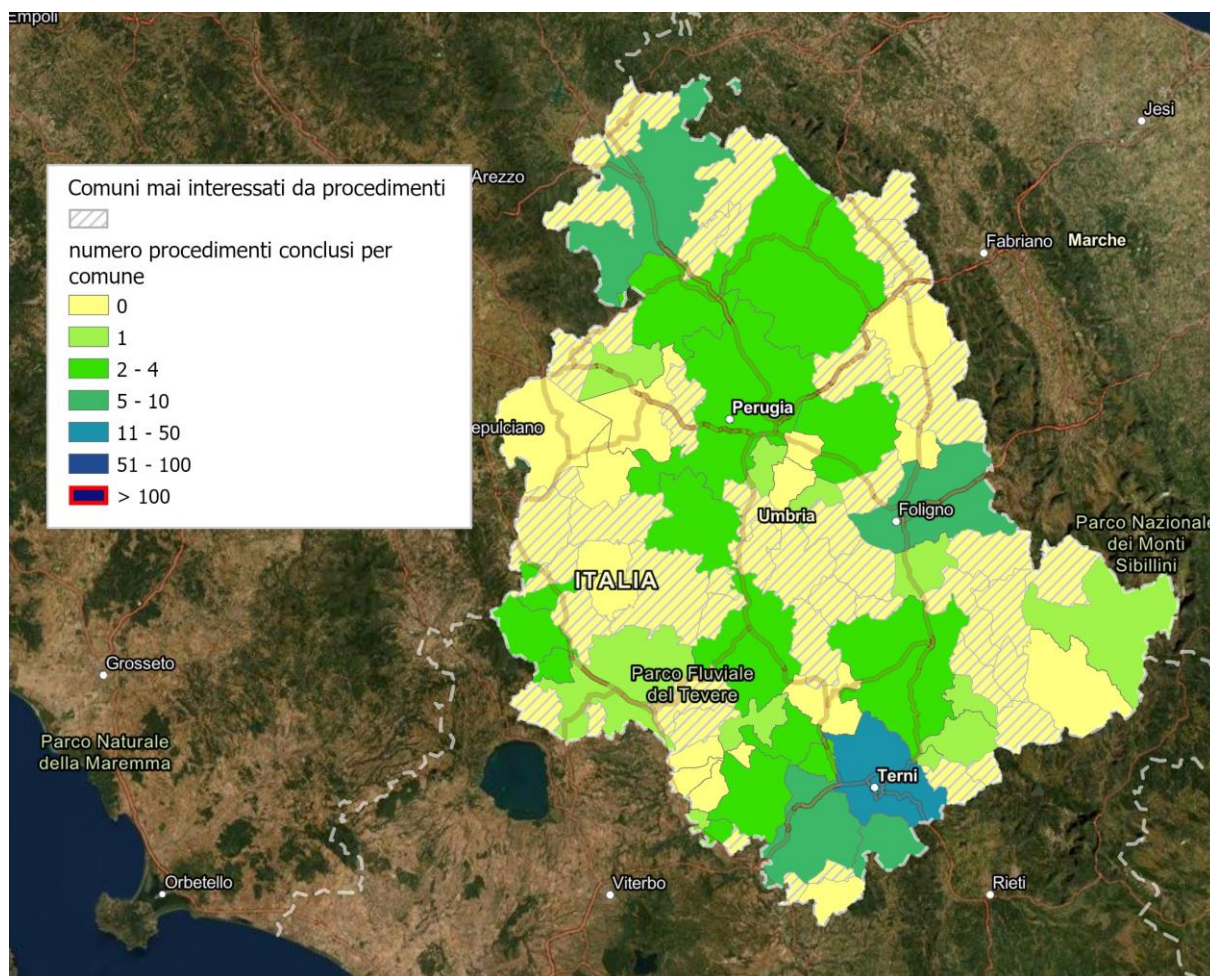 Empoli
Jesi
Comuni mai interessati da procedimenti
Arezzo
numero procedimenti conclusi per
comune
Fabriano
Marche
0
1
2 - 4
5 - 10
11 - 50
51 - 100
> 100
Perugia
epulciano
Umbria
Foligno
Parco Nazionale
dei Monti
Sibillini
ITALIA
Grosseto
Parco Fluviale
del Tevere
Parco Naturale
della Maremma
Terni
Orbetello
Viterbo
Rieti